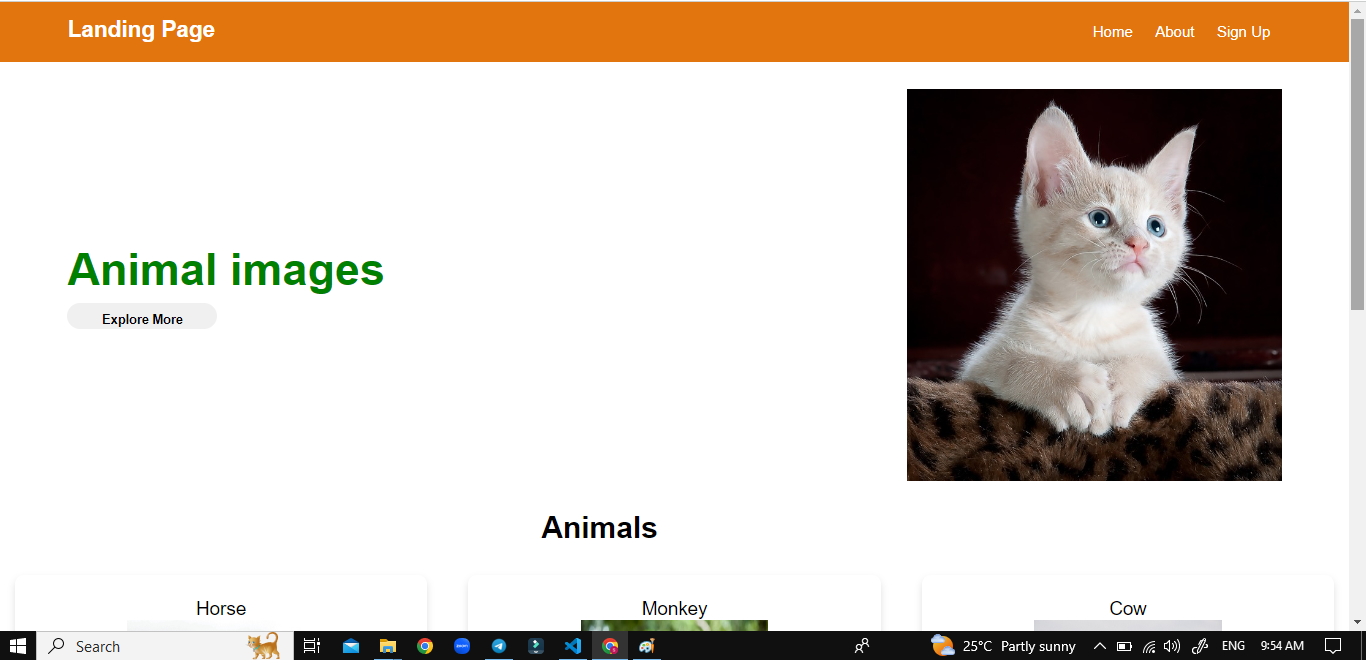 Landing Page
Home About Sign Up
Animal images
Explore More
Animals
Horse Monkey Cow
Search
25°C Partly sunny ENG 9:54 AM